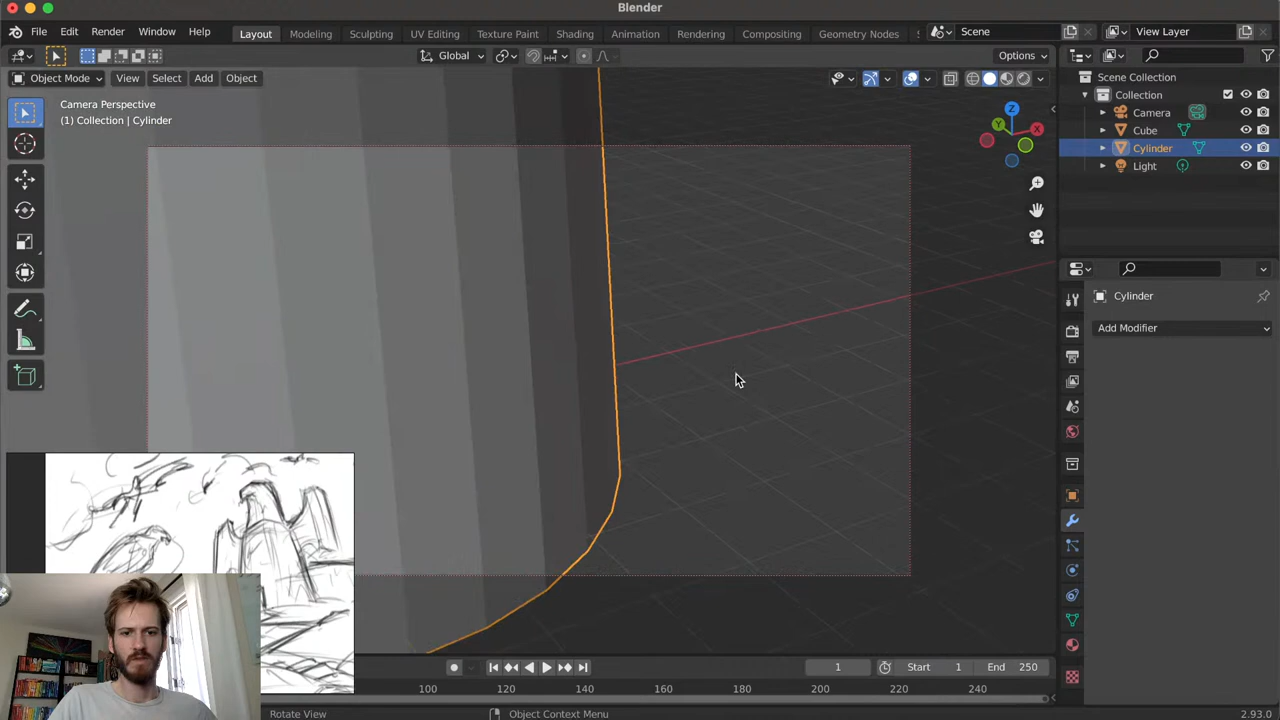 Blender
File Edit Render Window Help
Layout Modeling Sculpting UV Editing Texture Paint Shading Animation Rendering Compositing Geometry Nodes
Scene
View Layer
Global
Options
Object Mode View Select Add Object
Camera Perspective
(1) Collection | Cylinder
Z
Y
X
Scene Collection
Collection
Camera
Cube
Cylinder
Light
Cylinder
Add Modifier
1 Start 1 End 250
100 120 140 160 180 200 220 240
Rotate View Object Context Menu 2.93.0